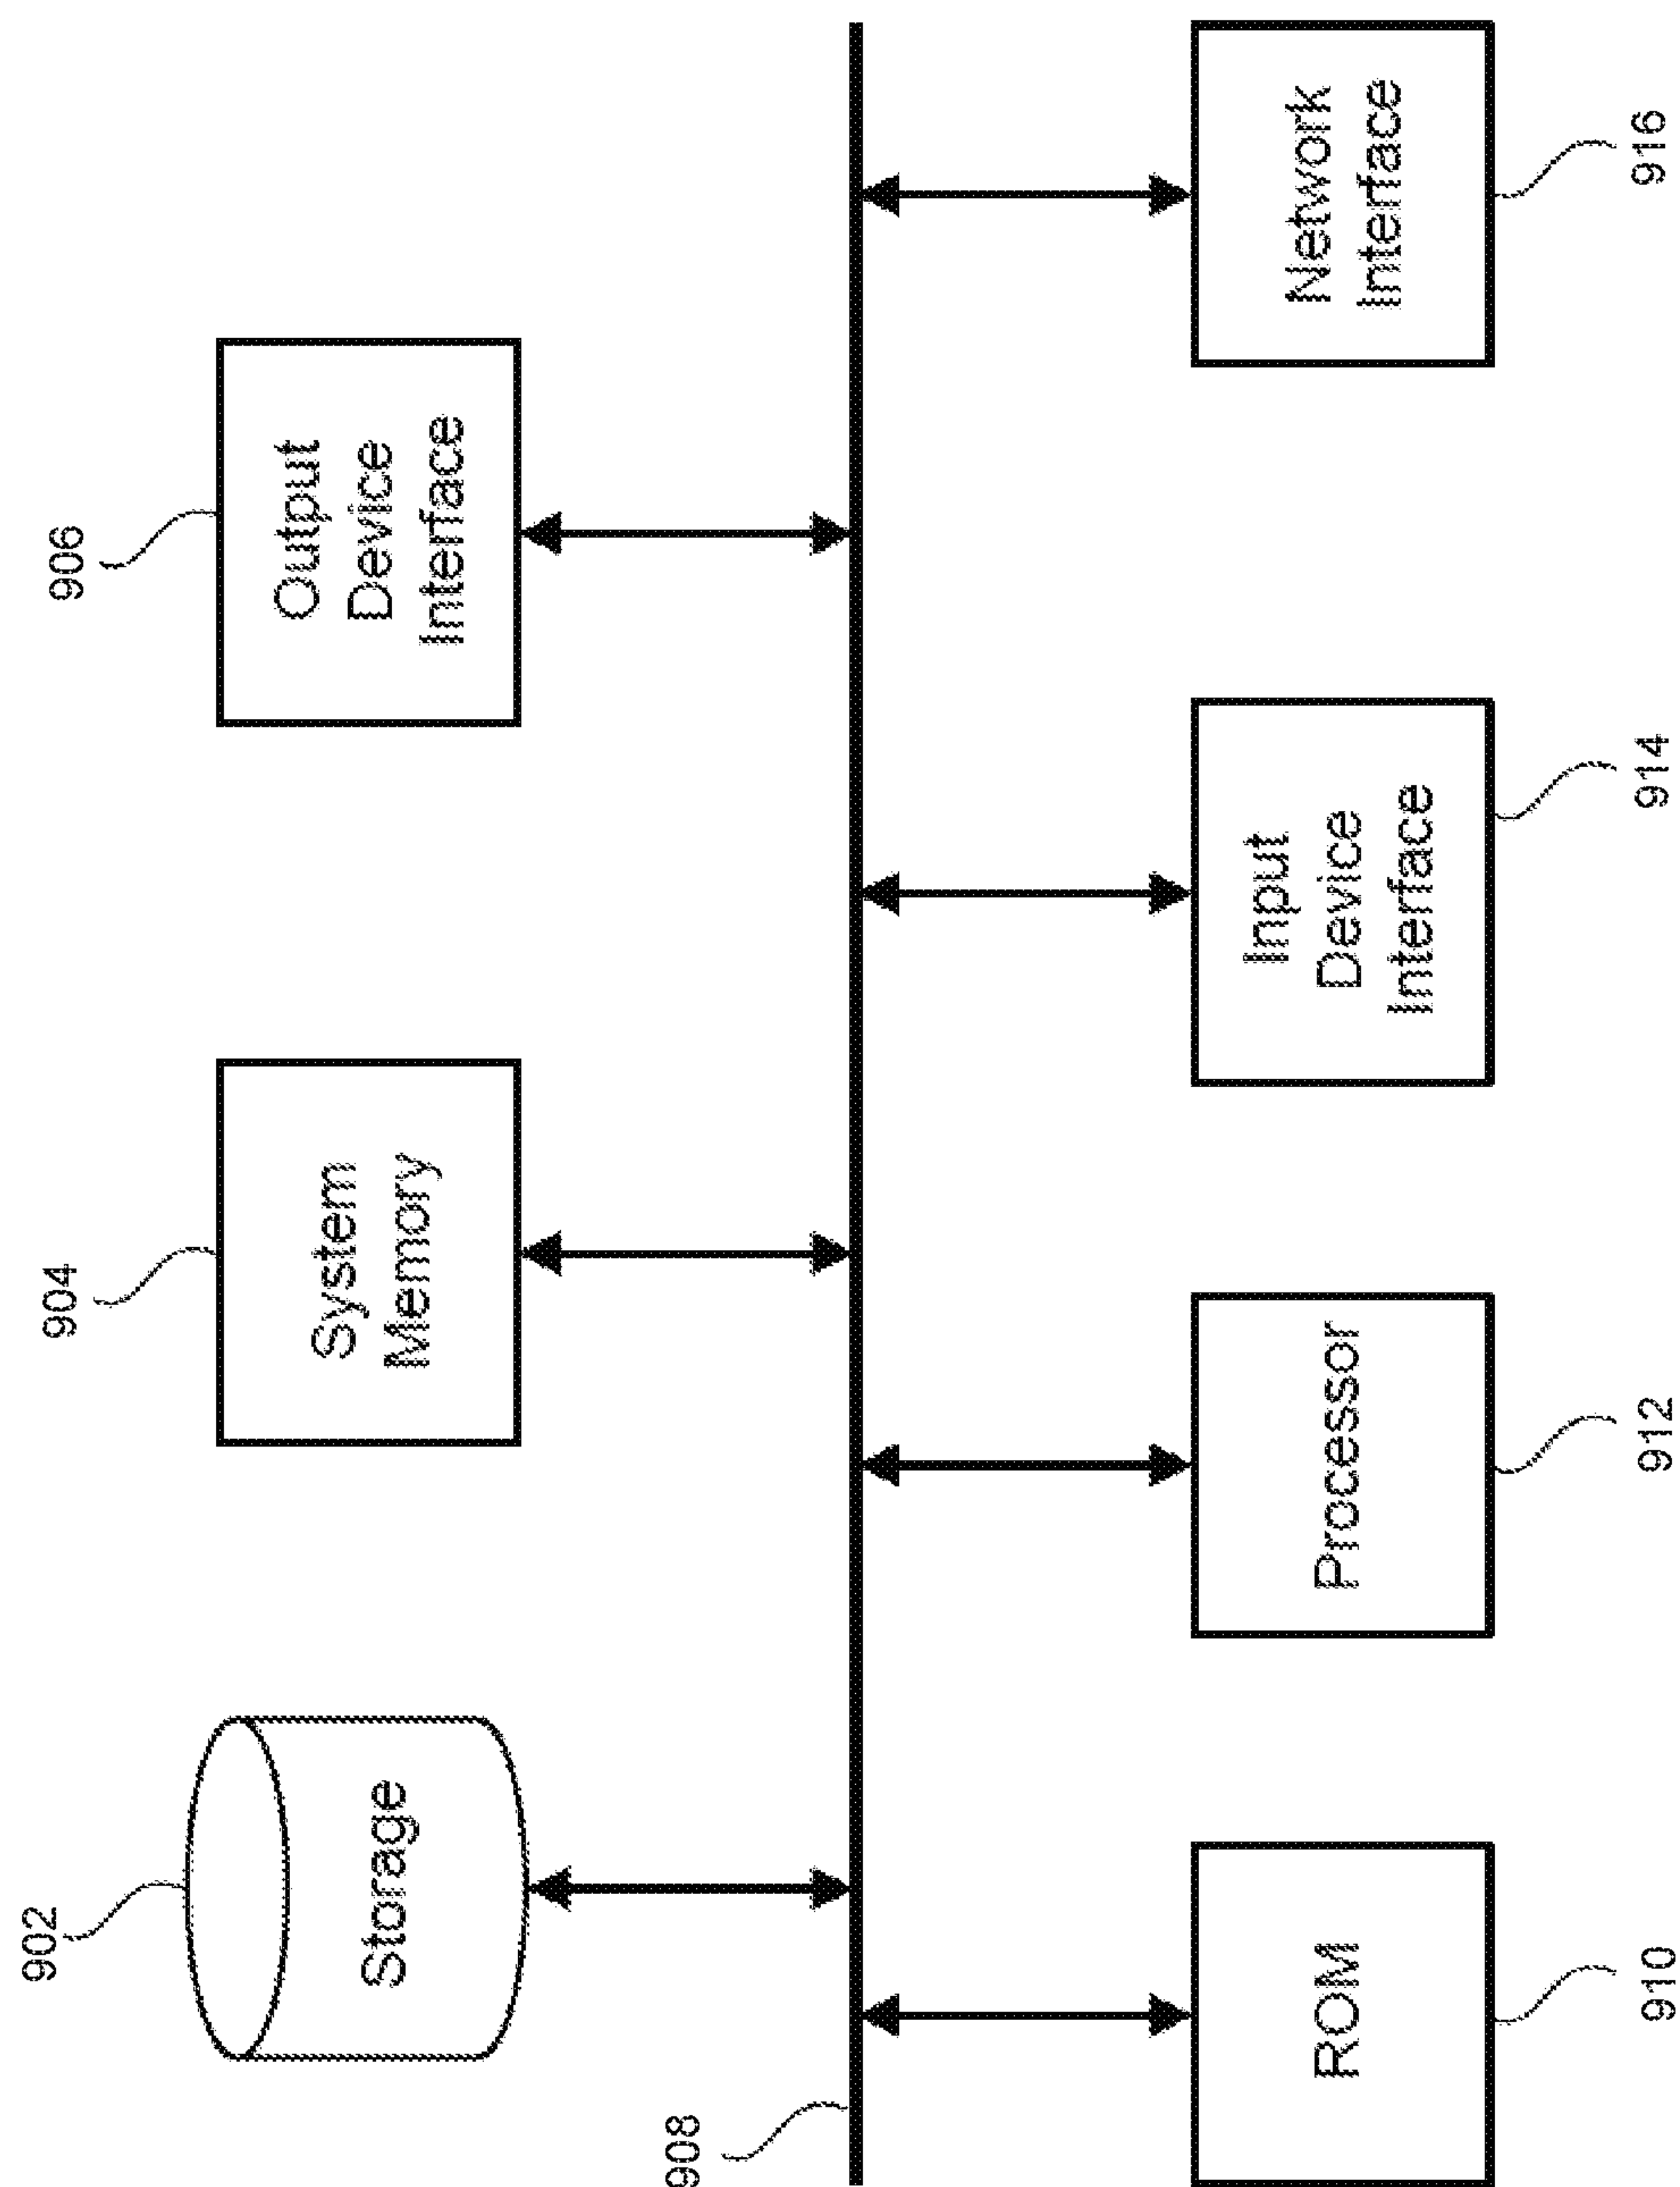 902
Storage
904
System
Memory
906
Output
Device
Interface
908
ROM
910
Processor
912
Input
Device
Interface
914
Network
Interface
916